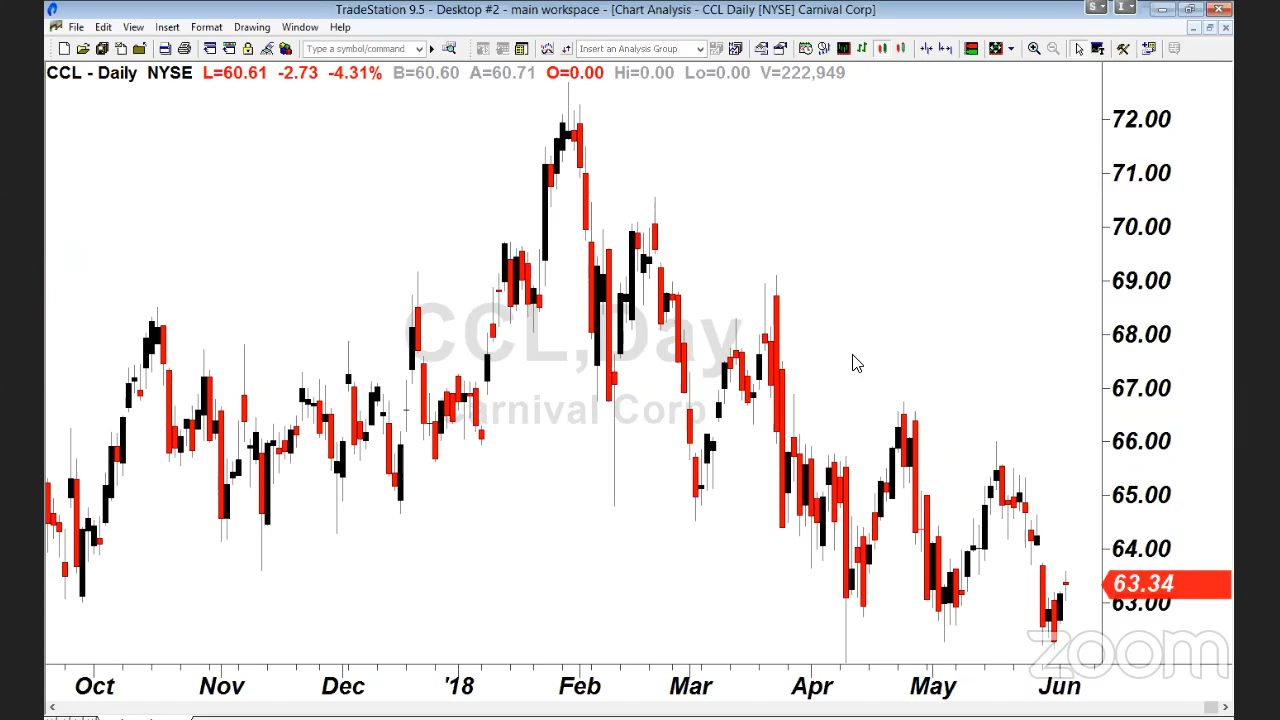 TradeStation 9.5 - Desktop #2 - main workspace - [Chart Analysis - CCL Daily [NYSE] Carnival Corp]
S I
File Edit View Insert Format Drawing Window Help
Type a symbol/command Insert an Analysis Group
CCL - Daily NYSE L=60.61 -2.73 -4.31% B=60.60 A=60.71 O=0.00 Hi=0.00 Lo=0.00 V=222,949
72.00
71.00
70.00
69.00
CCL,Day
68.00
67.00
Carnival Corp
66.00
65.00
64.00
63.34
63.00
zoom
Oct Nov Dec '18 Feb Mar Apr May Jun